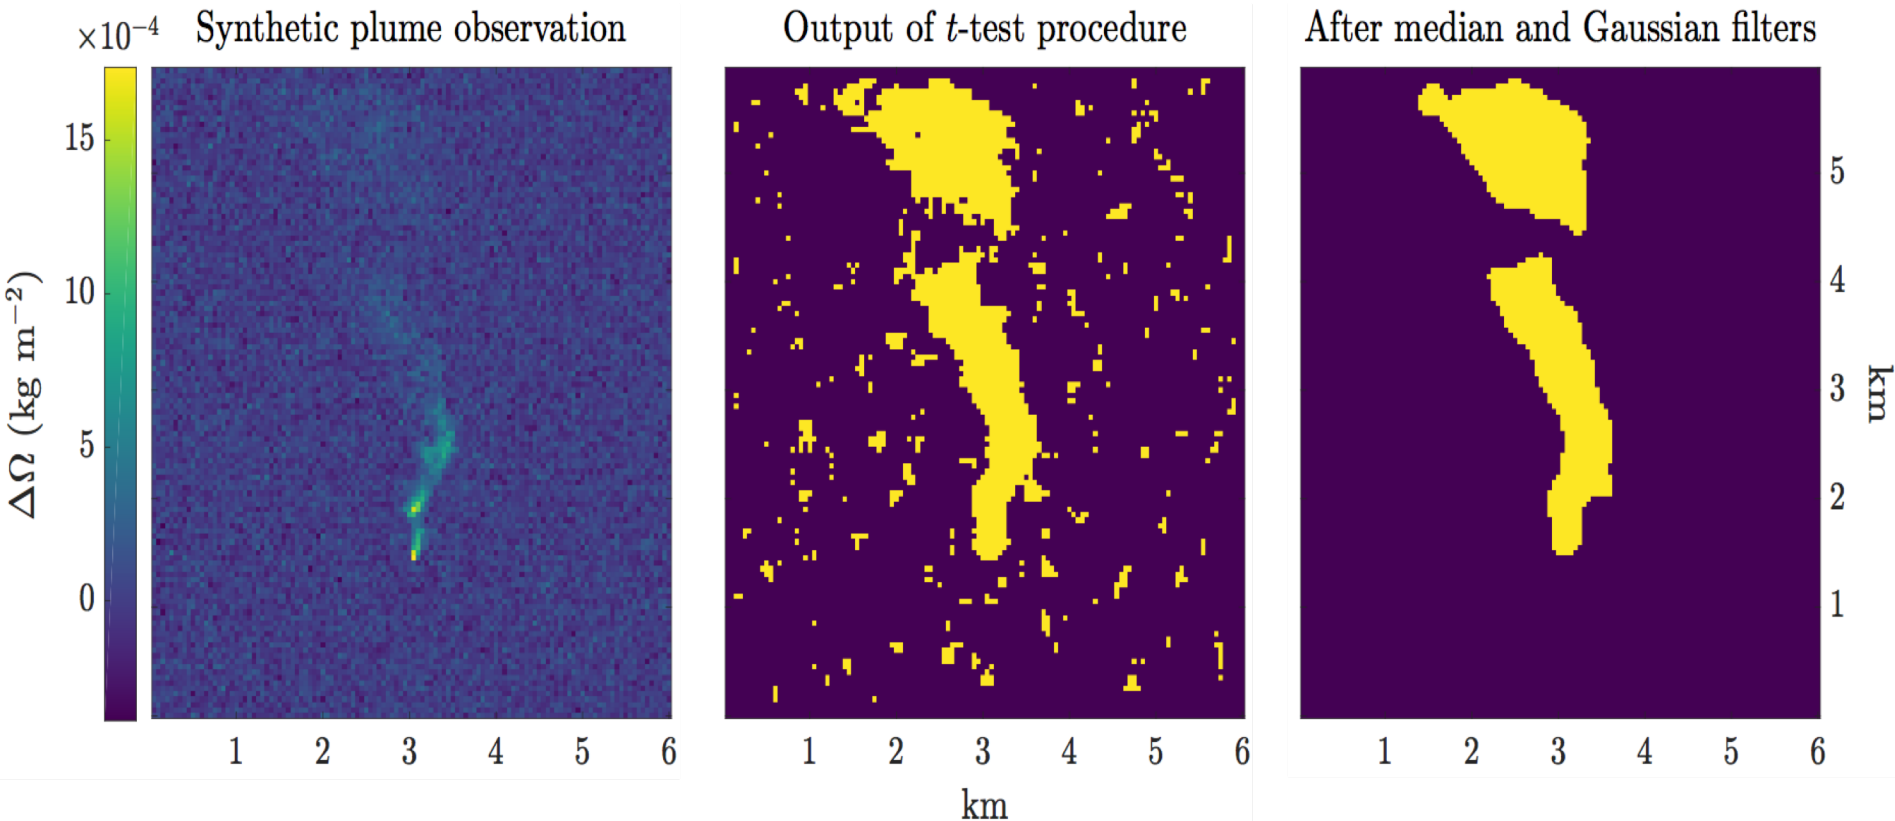 ×10⁻⁴ Synthetic plume observation Output of t-test procedure After median and Gaussian filters
15
10
5
0
ΔΩ (kg m⁻²)
5
4
3
2
1
km
1 2 3 4 5 6 1 2 3 4 5 6 1 2 3 4 5 6
km